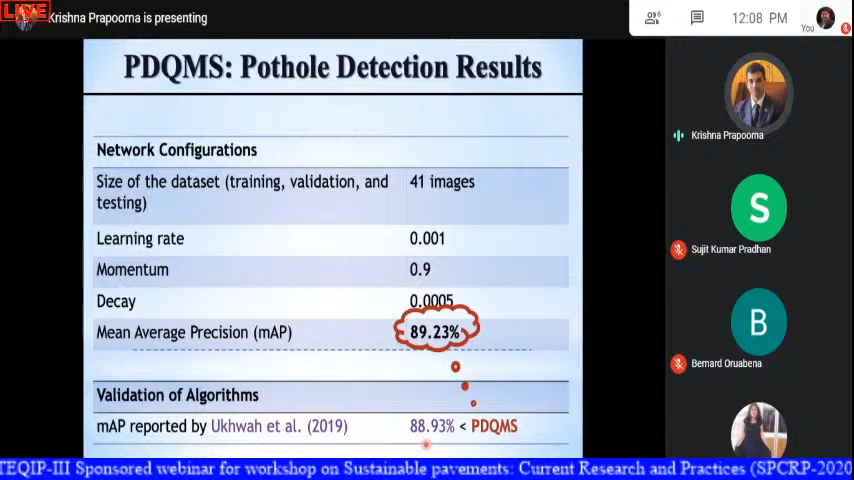 LIVE
Krishna Prapoorna is presenting
6
12:08 PM
You
PDQMS: Pothole Detection Results
Network Configurations
Size of the dataset (training, validation, and
testing)
41 images
Learning rate
0.001
Momentum
0.9
Decay
0.0005
Mean Average Precision (mAP)
89.23%
Validation of Algorithms
mAP reported by Ukhwah et al. (2019)
88.93% < PDQMS
Krishna Prapoorna
S
Sujit Kumar Pradhan
B
Bernard Oruabena
TEQIP-III Sponsored webinar for workshop on Sustainable pavements: Current Research and Practices (SPCRP-2020